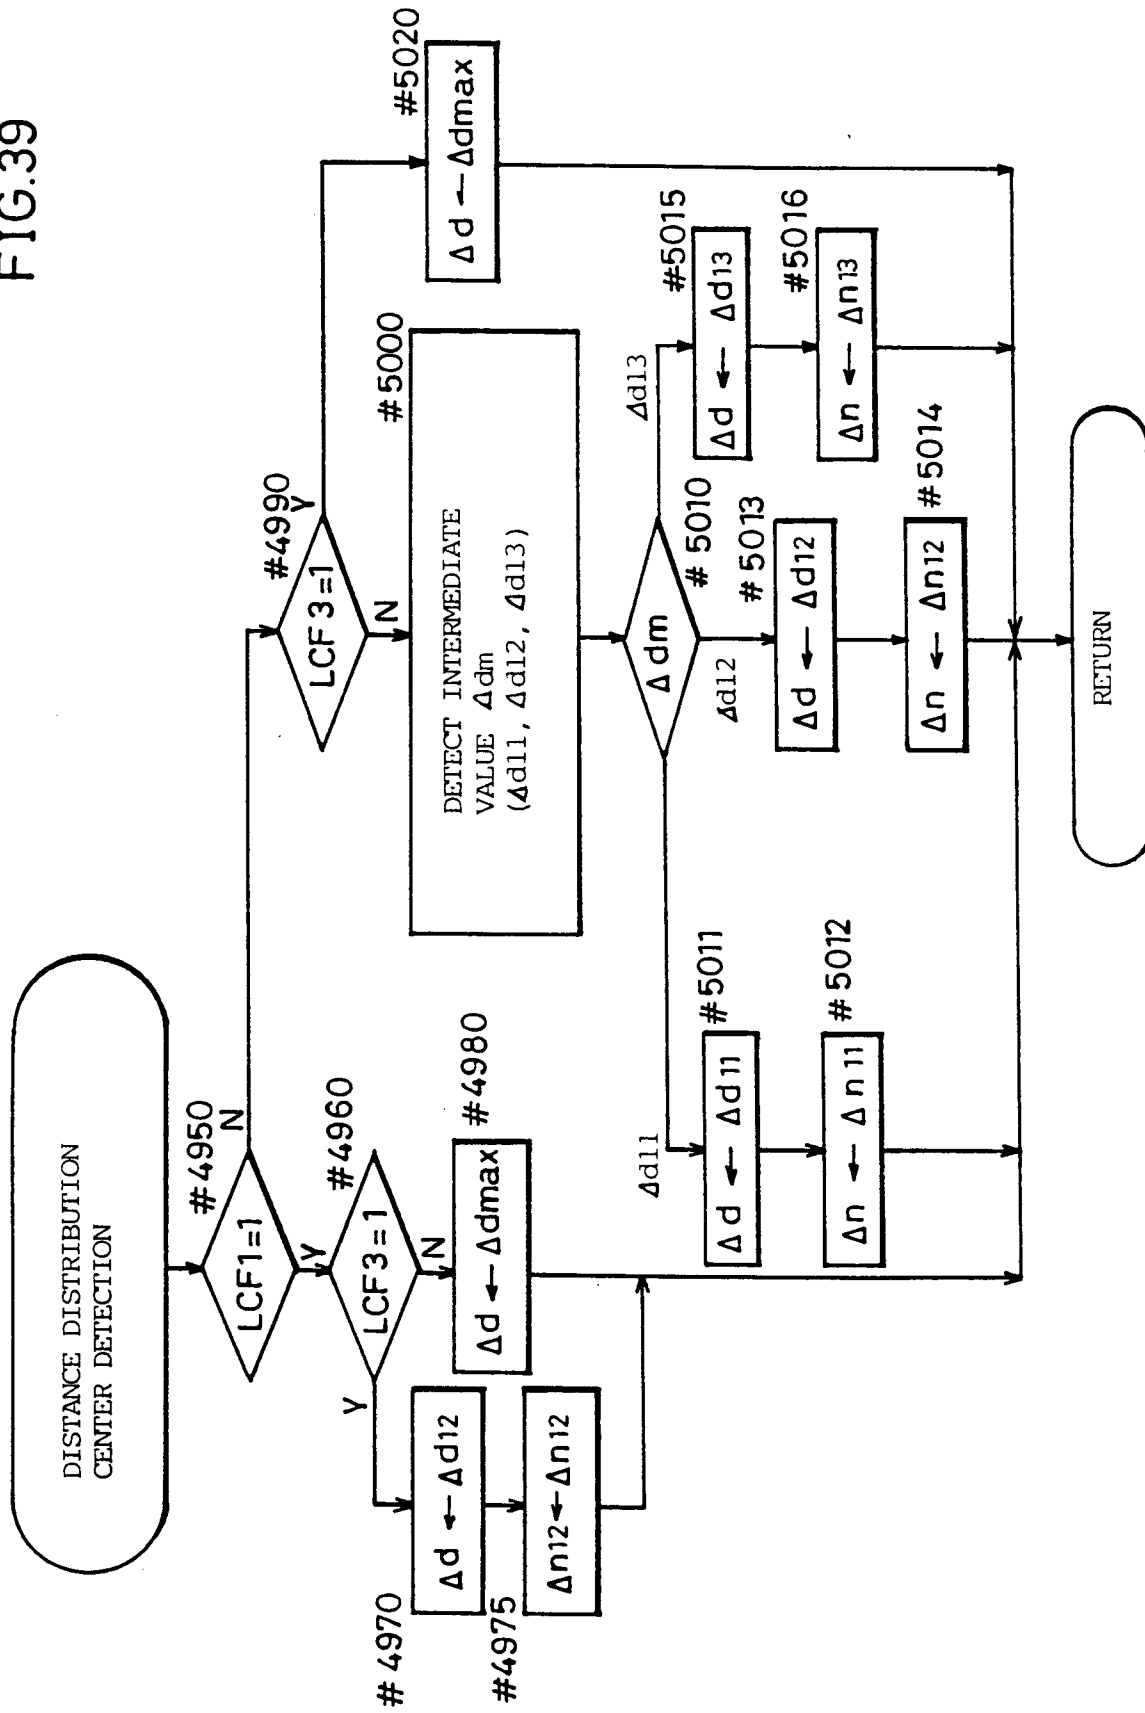 FIG.39
DISTANCE DISTRIBUTION
CENTER DETECTION
#4950
LCF1=1
N
Y
#4960
LCF3=1
Y
N
#4970
Δd ← Δd12
#4975
Δn12 ← Δn12
#4980
Δd ← Δdmax
#4990
LCF3=1
Y
N
#5000
DETECT INTERMEDIATE
VALUE Δdm
(Δd11, Δd12, Δd13)
#5010
Δdm
Δd11
Δd12
Δd13
#5011
Δd ← Δd11
#5012
Δn ← Δn11
#5013
Δd ← Δd12
#5014
Δn ← Δn12
#5015
Δd ← Δd13
#5016
Δn ← Δn13
#5020
Δd ← Δdmax
RETURN